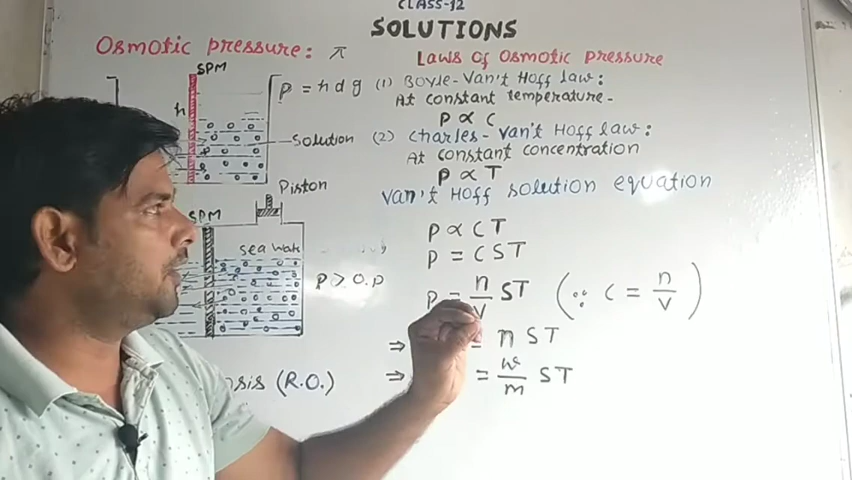 CLASS-12
SOLUTIONS
Osmotic pressure: π
SPM
h
P = h d g
Solution
Piston
SPM
sea wate
P > O.P
sis (R.O.)
Laws of Osmotic pressure
(1) Boyle-Van't Hoff law:
At constant temperature-
P ∝ C
(2) Charles-Van't Hoff law:
At constant concentration
P ∝ T
Van't Hoff solution equation
P ∝ CT
P = CST
P = n/V ST (∵ C = n/V)
⇒ = n ST
⇒ = w/m ST